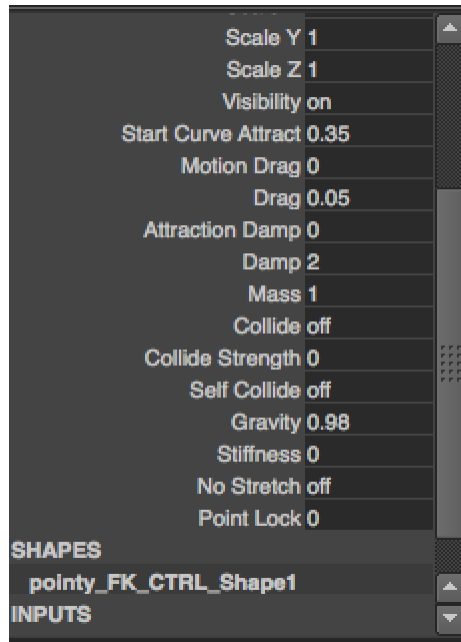 Scale Y 1
Scale Z 1
Visibility on
Start Curve Attract 0.35
Motion Drag 0
Drag 0.05
Attraction Damp 0
Damp 2
Mass 1
Collide off
Collide Strength 0
Self Collide off
Gravity 0.98
Stiffness 0
No Stretch off
Point Lock 0
SHAPES
pointy_FK_CTRL_Shape1
INPUTS